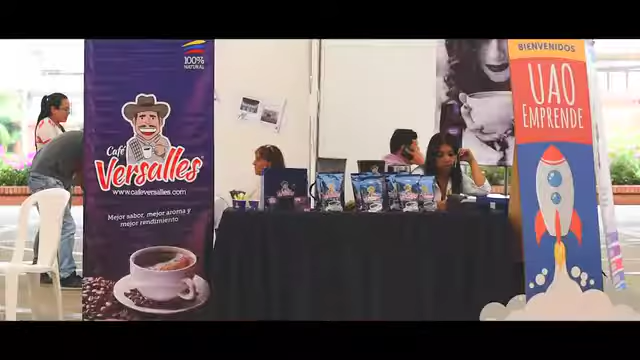 100%
NATURAL
Café
Versalles
www.cafeversalles.com
Mejor sabor, mejor aroma y
mejor rendimiento
BIENVENIDOS
UAO
EMPRENDE